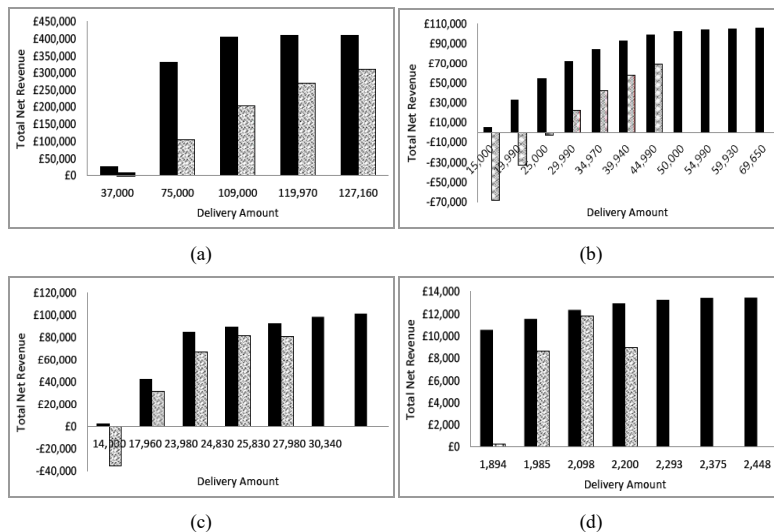 £450,000
£400,000
£350,000
£300,000
£250,000
£200,000
£150,000
£100,000
£50,000
£0
Total Net Revenue
37,000 75,000 109,000 119,970 127,160
Delivery Amount
(a)
£110,000
£90,000
£70,000
£50,000
£30,000
£10,000
-£10,000
-£30,000
-£50,000
-£70,000
Total Net Revenue
15,000 19,990 25,000 29,990 34,970 39,940 44,990 50,000 54,990 59,930 69,650
Delivery Amount
(b)
£120,000
£100,000
£80,000
£60,000
£40,000
£20,000
£0
-£20,000
-£40,000
Total Net Revenue
17,960 23,980 24,830 25,830 27,980 30,340
Delivery Amount
(c)
£14,000
£12,000
£10,000
£8,000
£6,000
£4,000
£2,000
£0
Total Net Revenue
1,894 1,985 2,098 2,200 2,293 2,375 2,448
Delivery Amount
(d)